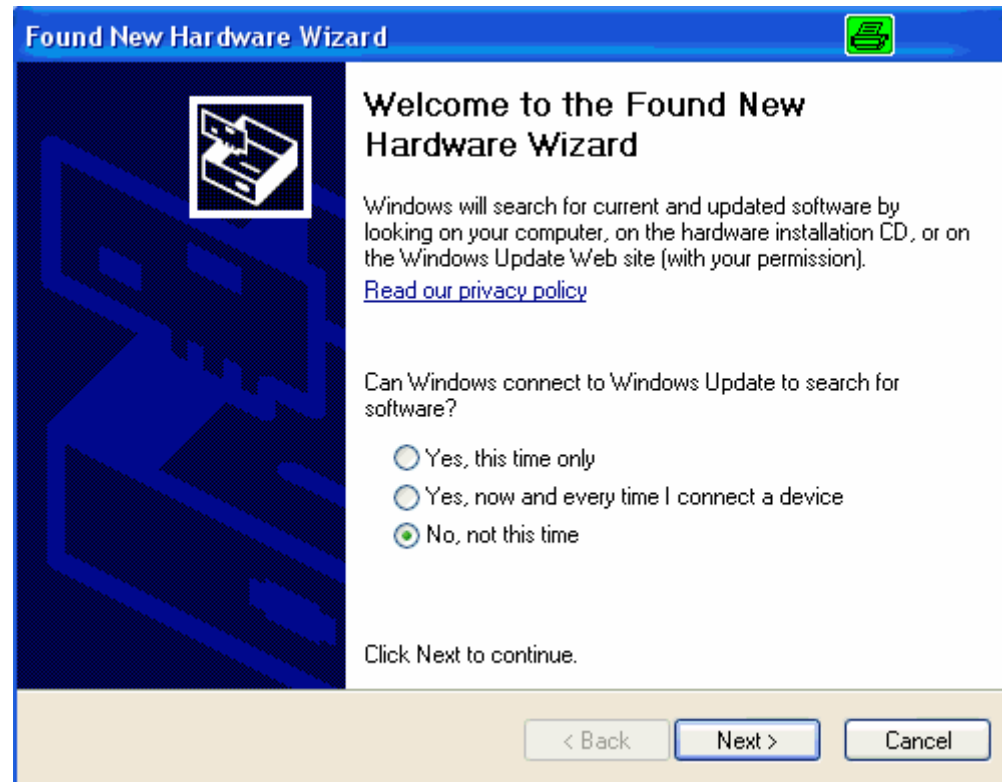 Found New Hardware Wizard
Welcome to the Found New
Hardware Wizard
Windows will search for current and updated software by
looking on your computer, on the hardware installation CD, or on
the Windows Update Web site (with your permission).
Read our privacy policy
Can Windows connect to Windows Update to search for
software?
Yes, this time only
Yes, now and every time I connect a device
No, not this time
Click Next to continue.
< Back Next > Cancel